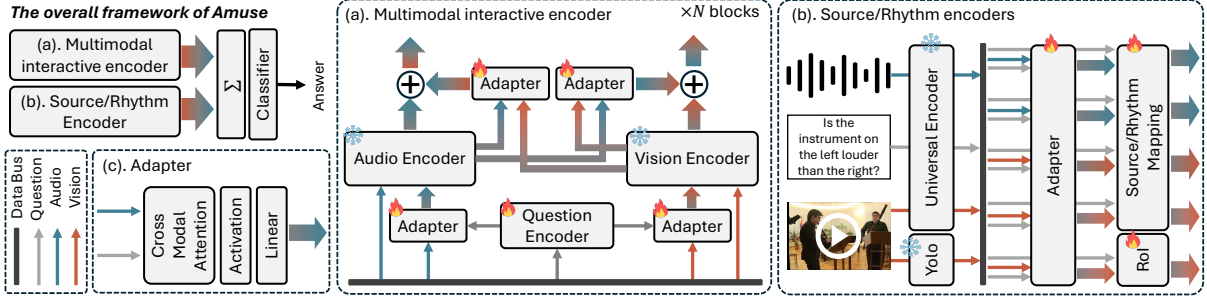 The overall framework of Amuse
(a). Multimodal
interactive encoder
(b). Source/Rhythm
Encoder
Σ
Classifier
Answer
Data Bus
Question
Audio
Vision
(c). Adapter
Cross
Modal
Attention
Activation
Linear
(a). Multimodal interactive encoder
×N blocks
Adapter
Adapter
Audio Encoder
Vision Encoder
Adapter
Question
Encoder
Adapter
(b). Source/Rhythm encoders
Is the
instrument on
the left louder
than the right?
Universal Encoder
Yolo
Adapter
Source/Rhythm
Mapping
RoI